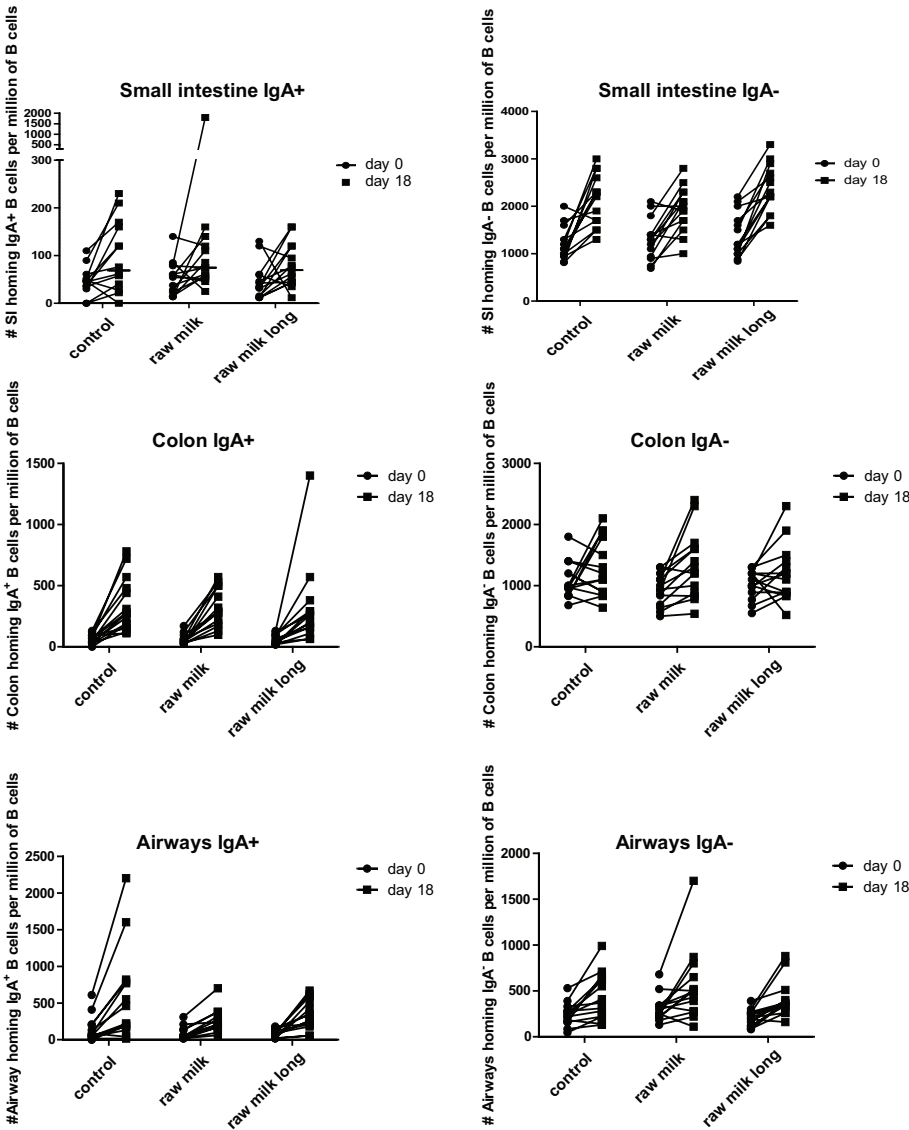 Small intestine IgA+
# SI homing IgA+ B cells per million of B cells
2000
1500
1000
500
300
200
100
0
control
raw milk
raw milk long
day 0
day 18
Small intestine IgA-
# SI homing IgA- B cells per million of B cells
4000
3000
2000
1000
0
control
raw milk
raw milk long
day 0
day 18
Colon IgA+
# Colon homing IgA⁺ B cells per million of B cells
1500
1000
500
0
control
raw milk
raw milk long
day 0
day 18
Colon IgA-
# Colon homing IgA⁻ B cells per million of B cells
3000
2000
1000
0
control
raw milk
raw milk long
day 0
day 18
Airways IgA+
#Airway homing IgA⁺ B cells per million of B cells
2500
2000
1500
1000
500
0
control
raw milk
raw milk long
day 0
day 18
Airways IgA-
# Airways homing IgA⁻ B cells per million of B cells
2000
1500
1000
500
0
control
raw milk
raw milk long
day 0
day 18